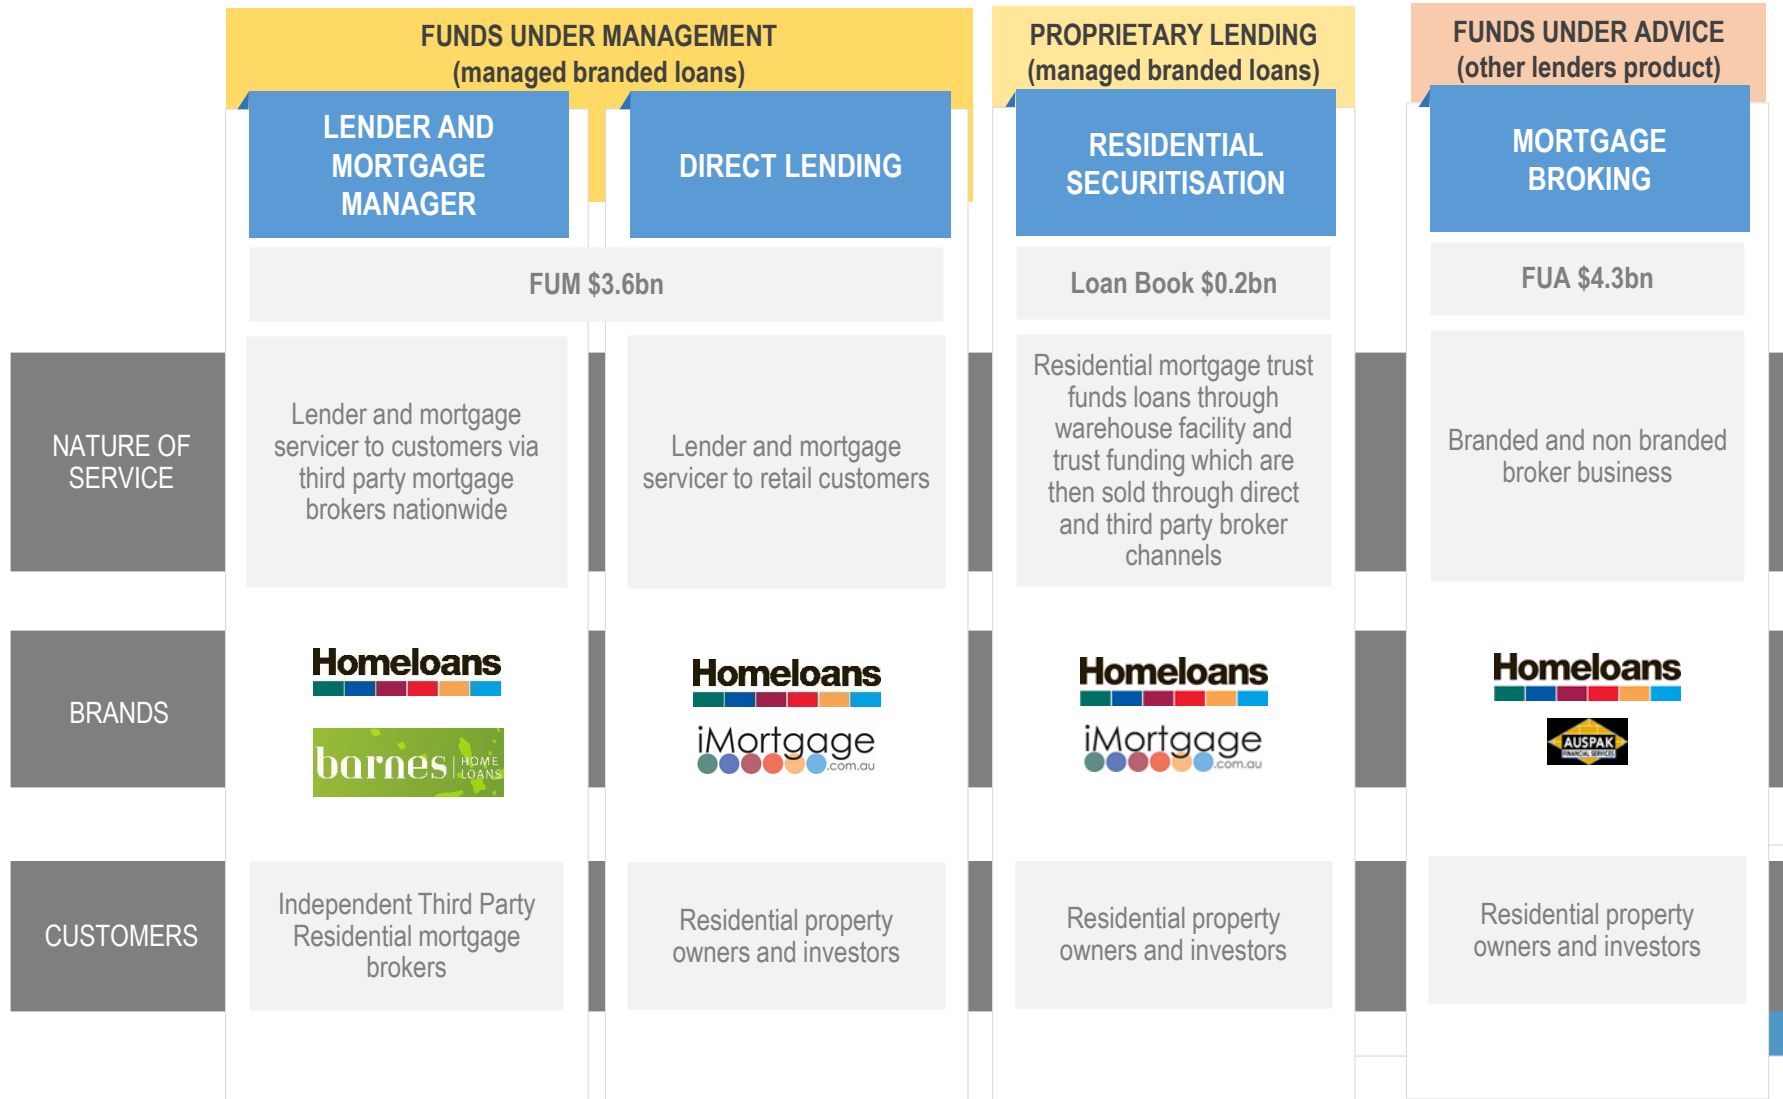 FUNDS UNDER MANAGEMENT
(managed branded loans)
PROPRIETARY LENDING
(managed branded loans)
FUNDS UNDER ADVICE
(other lenders product)
LENDER AND
MORTGAGE
MANAGER
DIRECT LENDING
RESIDENTIAL
SECURITISATION
MORTGAGE
BROKING
FUM $3.6bn
Loan Book $0.2bn
FUA $4.3bn
NATURE OF
SERVICE
Lender and mortgage
servicer to customers via
third party mortgage
brokers nationwide
Lender and mortgage
servicer to retail customers
Residential mortgage trust
funds loans through
warehouse facility and
trust funding which are
then sold through direct
and third party broker
channels
Branded and non branded
broker business
BRANDS
Homeloans
barnes HOME
LOANS
Homeloans
iMortgage
.com.au
Homeloans
iMortgage
.com.au
Homeloans
AUSPAK
FINANCIAL SERVICES
CUSTOMERS
Independent Third Party
Residential mortgage
brokers
Residential property
owners and investors
Residential property
owners and investors
Residential property
owners and investors